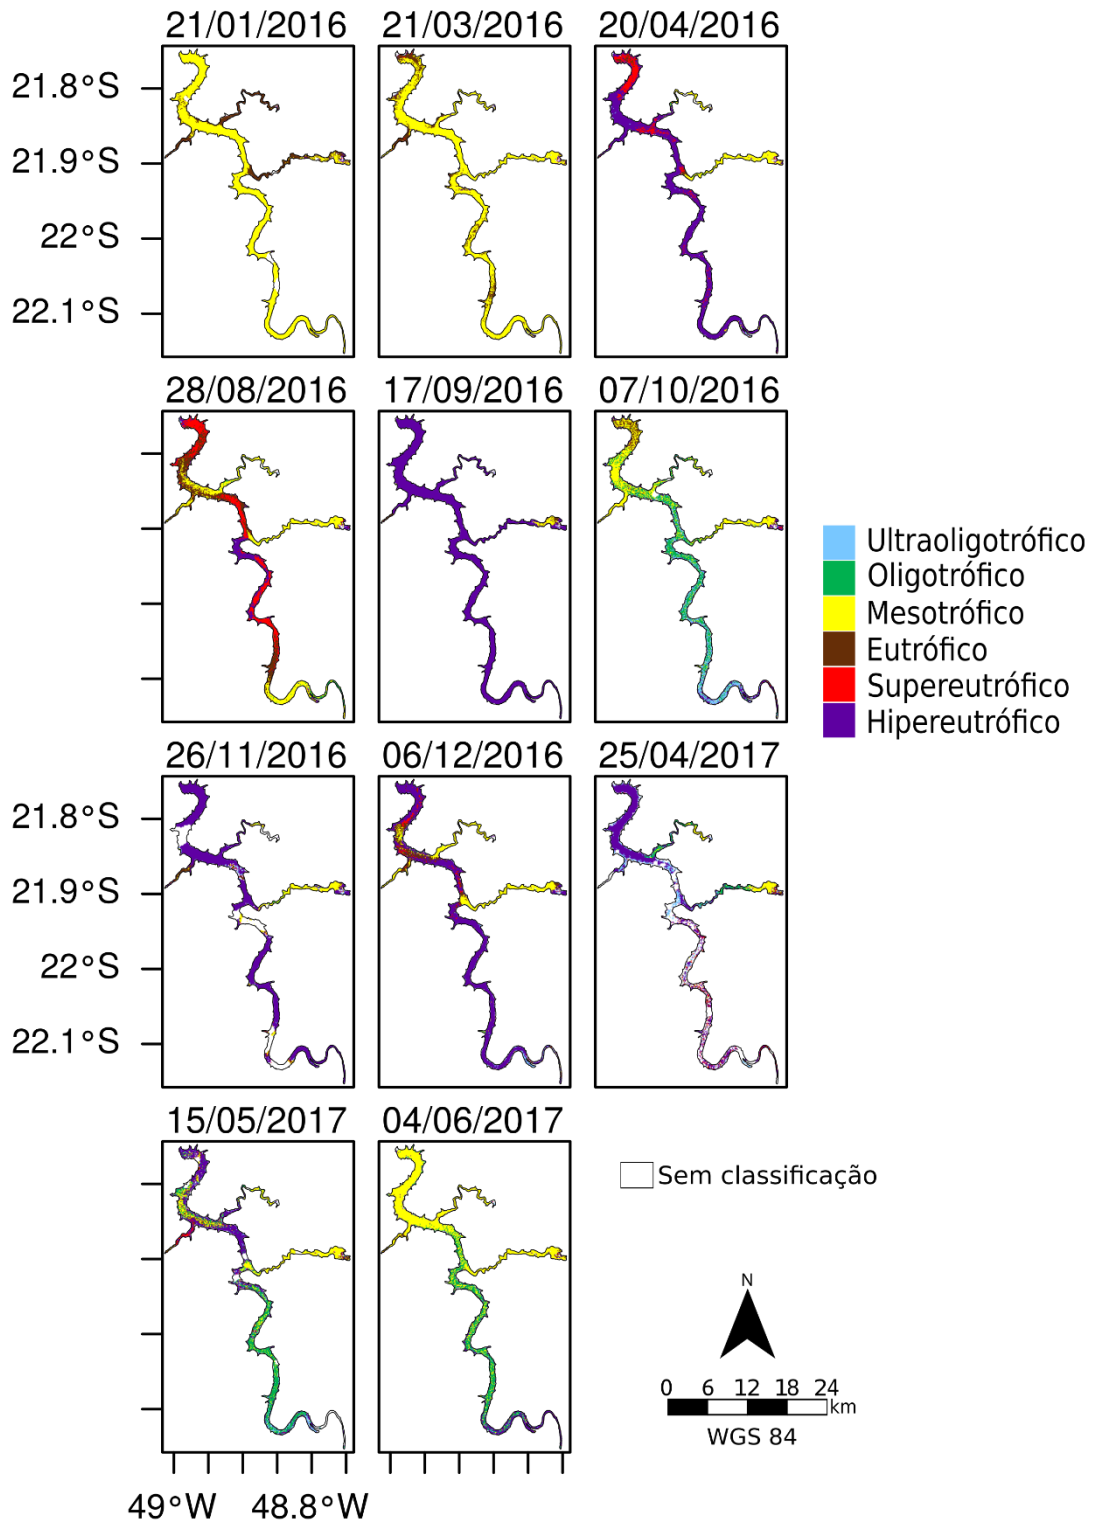 21/01/2016 21/03/2016 20/04/2016
21.8°S
21.9°S
22°S
22.1°S
28/08/2016 17/09/2016 07/10/2016
Ultraoligotrófico
Oligotrófico
Mesotrófico
Eutrófico
Supereutrófico
Hipereutrófico
26/11/2016 06/12/2016 25/04/2017
21.8°S
21.9°S
22°S
22.1°S
15/05/2017 04/06/2017
Sem classificação
N
0 6 12 18 24
km
WGS 84
49°W 48.8°W